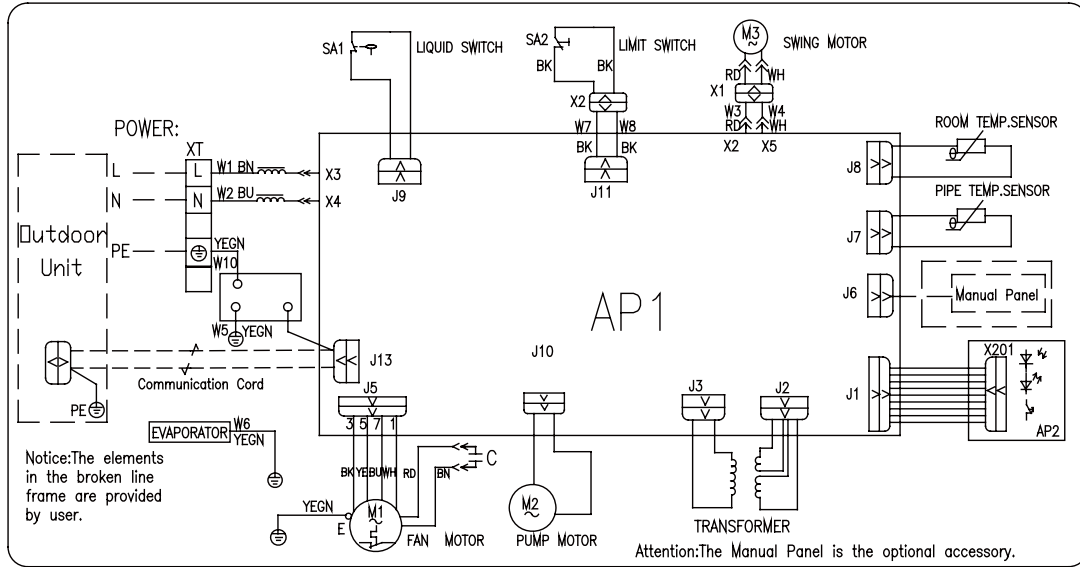 SA1
LIQUID SWITCH
SA2
BK
BK
LIMIT SWITCH
M3
~
SWING MOTOR
RD
WH
X2
X1
W7
W8
W3
W4
RD
WH
BK
BK
X2
X5
POWER:
XT
L
L
W1 BN
X3
N
N
W2 BU
X4
PE
YEGN
W10
W5
YEGN
Outdoor
Unit
J9
J11
ROOM TEMP.SENSOR
J8
PIPE TEMP.SENSOR
J7
J6
Manual Panel
AP1
J13
Communication Cord
PE
J10
J5
3 5 7 1
J3
J2
J1
X201
AP2
EVAPORATOR
W6
YEGN
BK
YE
BU
WH
RD
BN
C
YEGN
E
M1
~
FAN MOTOR
M2
~
PUMP MOTOR
TRANSFORMER
Notice:The elements
in the broken line
frame are provided
by user.
Attention:The Manual Panel is the optional accessory.